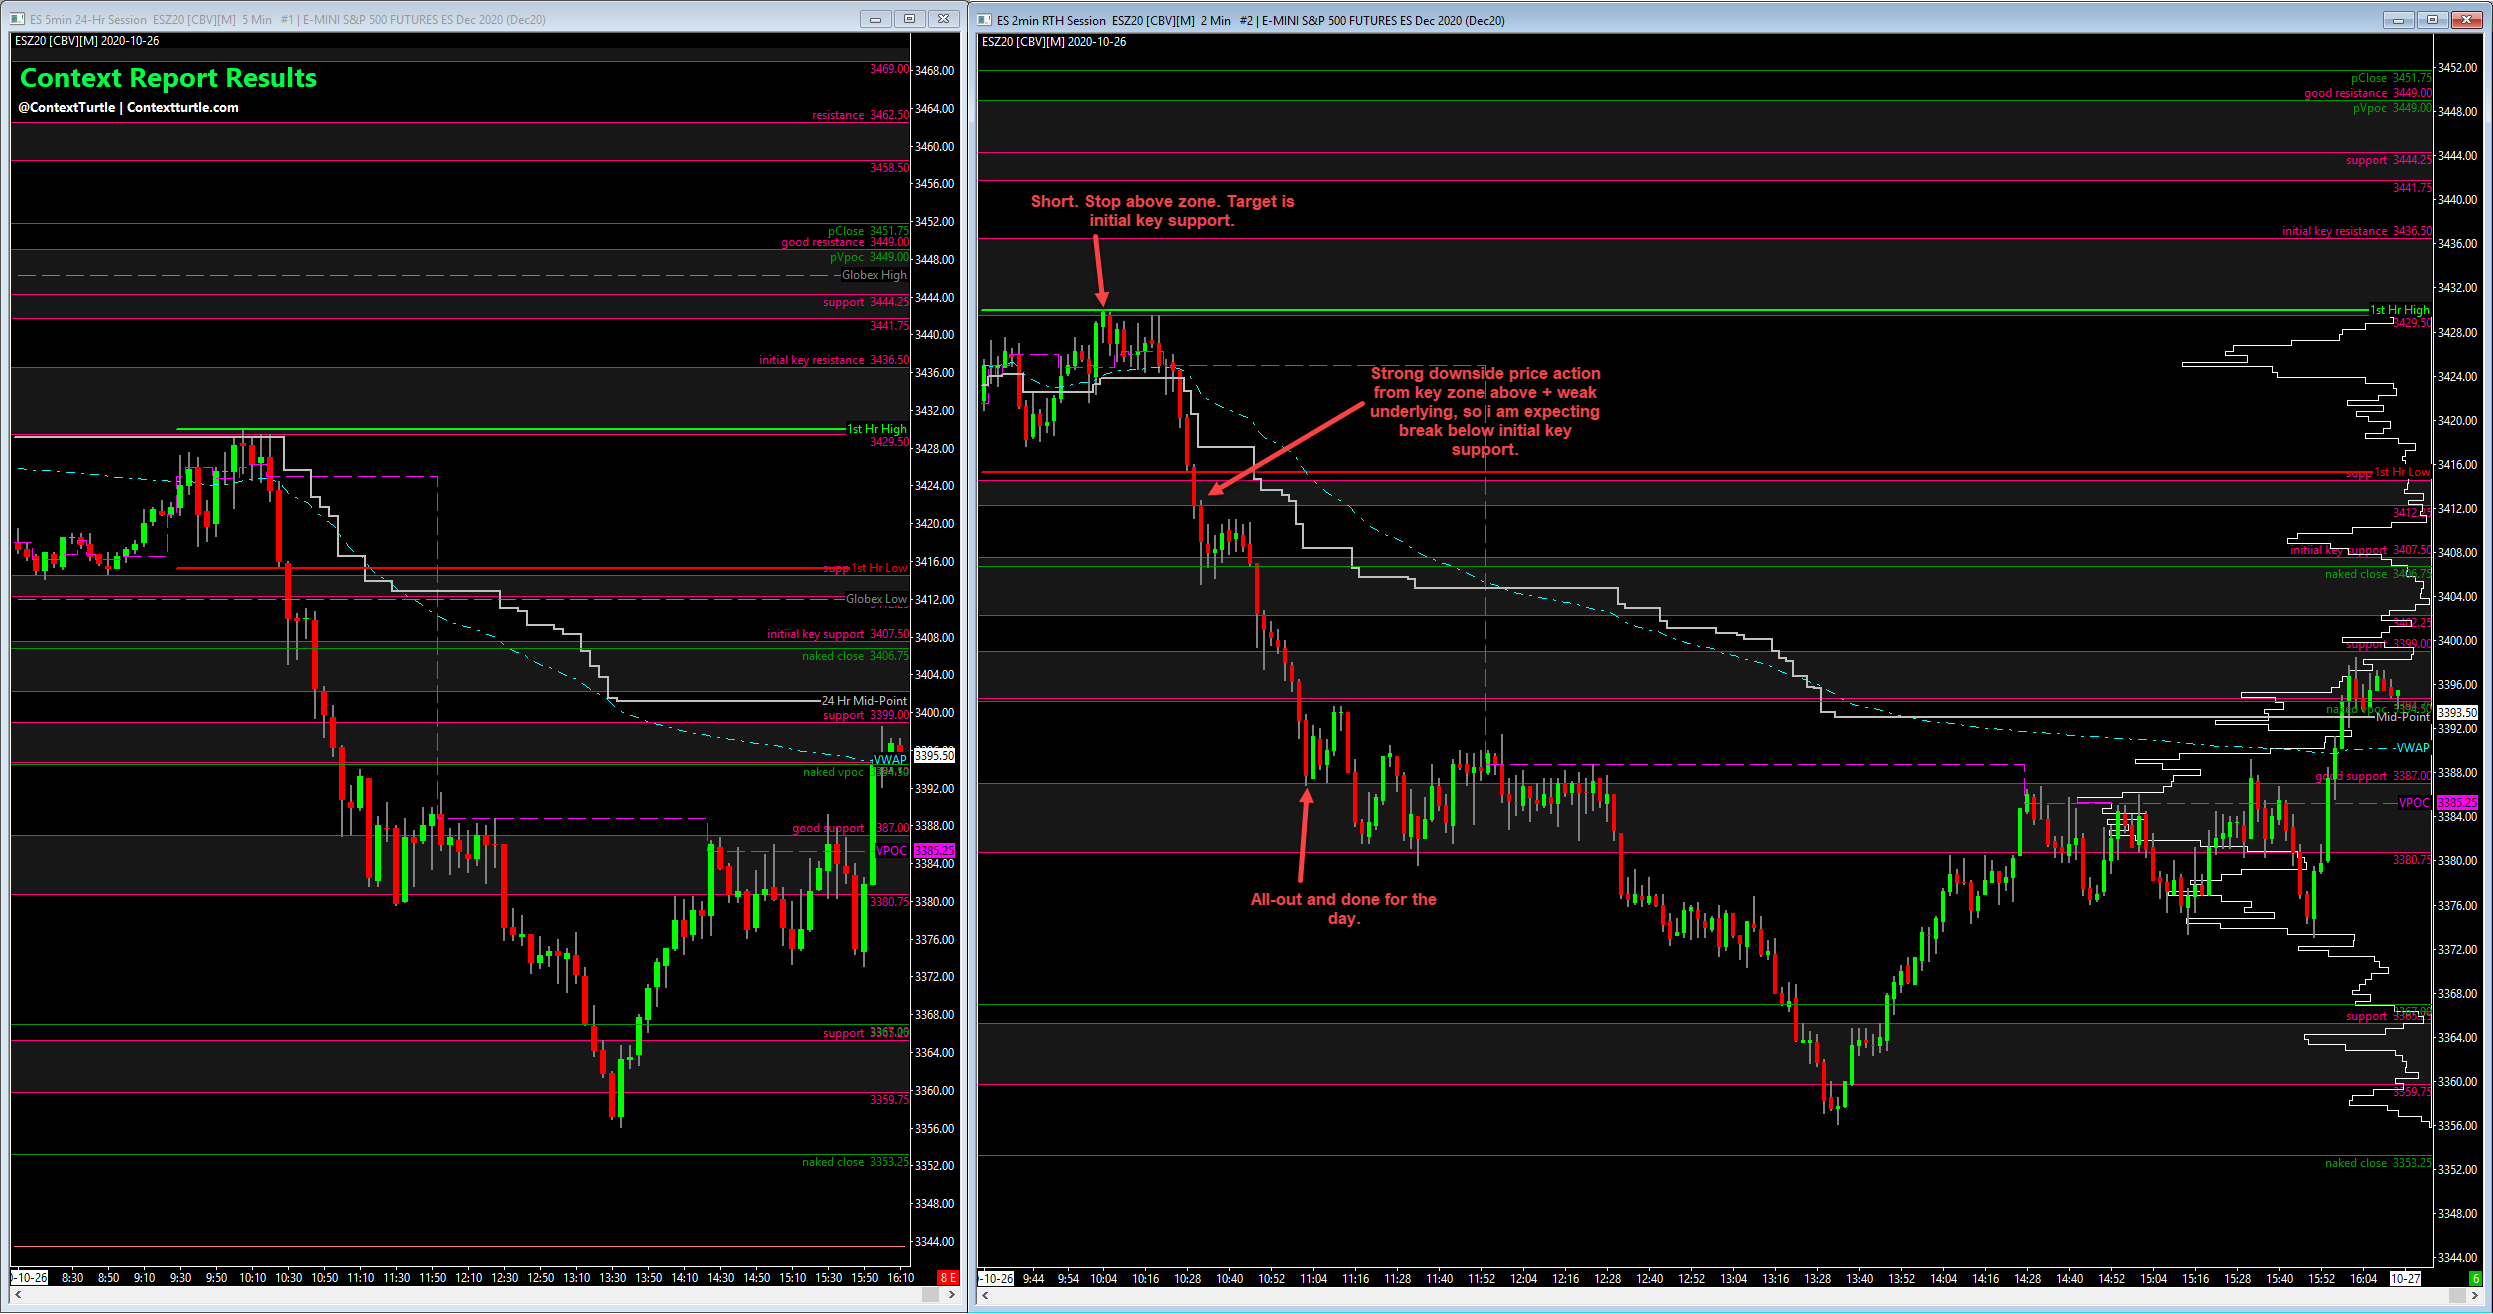 ES 5min 24-Hr Session ESZ20 [CBV][M] 5 Min #1 | E-MINI S&P 500 FUTURES ES Dec 2020 (Dec20)
ESZ20 [CBV][M] 2020-10-26
Context Report Results
@ContextTurtle | Contextturtle.com
3469.00
resistance 3462.50
3458.50
pClose 3451.75
good resistance 3449.00
pVpoc 3449.00
Globex High
support 3444.25
3441.75
initial key resistance 3436.50
1st Hr High
3429.50
supp 1st Hr Low
Globex Low
initiial key support 3407.50
naked close 3406.75
24 Hr Mid-Point
support 3399.00
VWAP
naked vpoc 3394.50
good support 3387.00
VPOC
3380.75
support
3359.75
naked close 3353.25
3468.00
3464.00
3460.00
3456.00
3452.00
3448.00
3444.00
3440.00
3436.00
3432.00
3428.00
3424.00
3420.00
3416.00
3412.00
3408.00
3404.00
3400.00
3395.50
3392.00
3388.00
3385.25
3384.00
3380.00
3376.00
3372.00
3368.00
3364.00
3360.00
3356.00
3352.00
3348.00
3344.00
0-10-26 8:30 8:50 9:10 9:30 9:50 10:10 10:30 10:50 11:10 11:30 11:50 12:10 12:30 12:50 13:10 13:30 13:50 14:10 14:30 14:50 15:10 15:30 15:50 16:10 8 E
ES 2min RTH Session ESZ20 [CBV][M] 2 Min #2 | E-MINI S&P 500 FUTURES ES Dec 2020 (Dec20)
ESZ20 [CBV][M] 2020-10-26
pClose 3451.75
good resistance 3449.00
pVpoc 3449.00
support 3444.25
3441.75
Short. Stop above zone. Target is
initial key support.
initial key resistance 3436.50
1st Hr High
3429.50
Strong downside price action
from key zone above + weak
underlying, so i am expecting
break below initial key
support.
supp 1st Hr Low
3412.25
initiial key support 3407.50
naked close 3406.75
3402.25
support 3399.00
naked vpoc 3394.50
Mid-Point
VWAP
good support 3387.00
VPOC
3380.75
All-out and done for the
day.
support
3359.75
naked close 3353.25
3452.00
3448.00
3444.00
3440.00
3436.00
3432.00
3428.00
3424.00
3420.00
3416.00
3412.00
3408.00
3404.00
3400.00
3396.00
3393.50
3392.00
3388.00
3385.25
3384.00
3380.00
3376.00
3372.00
3368.00
3364.00
3360.00
3356.00
3352.00
3348.00
3344.00
-10-26 9:44 9:54 10:04 10:16 10:28 10:40 10:52 11:04 11:16 11:28 11:40 11:52 12:04 12:16 12:28 12:40 12:52 13:04 13:16 13:28 13:40 13:52 14:04 14:16 14:28 14:40 14:52 15:04 15:16 15:28 15:40 15:52 16:04 10-27 6